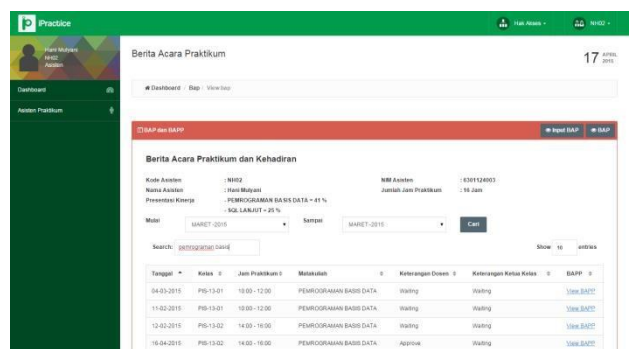 iPractice
Hak Akses
NH02
Hani Mulyani
NH02
Asisten
Berita Acara Praktikum
17 APRIL 2015
Dashboard
Asisten Praktikum
Dashboard / Bap / View bap
BAP dan BAPP
Input BAP
BAP
Berita Acara Praktikum dan Kehadiran
Kode Asisten : NH02 NIM Asisten : 6301124003
Nama Asisten : Hani Mulyani Jumlah Jam Praktikum : 16 Jam
Presentasi Kinerja - PEMROGRAMAN BASIS DATA = 41 %
- SQL LANJUT = 25 %
Mulai MARET -2015 Sampai MARET -2015 Cari
Search: pemrograman basis Show 10 entries
Tanggal Kelas Jam Praktikum Matakuliah Keterangan Dosen Keterangan Ketua Kelas BAPP
04-03-2015 PIS-13-01 10:00 - 12:00 PEMROGRAMAN BASIS DATA Waiting Waiting View BAPP
11-02-2015 PIS-13-01 10:00 - 12:00 PEMROGRAMAN BASIS DATA Waiting Waiting View BAPP
12-02-2015 PIS-13-02 14:00 - 16:00 PEMROGRAMAN BASIS DATA Waiting Waiting View BAPP
16-04-2015 PIS-13-02 14:00 - 16:00 PEMROGRAMAN BASIS DATA Approve Waiting View BAPP